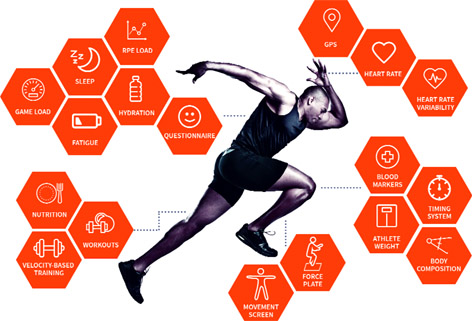 RPE LOAD
SLEEP
GAME LOAD
HYDRATION
FATIGUE
QUESTIONNAIRE
GPS
HEART RATE
HEART RATE
VARIABILITY
BLOOD
MARKERS
TIMING
SYSTEM
ATHLETE
WEIGHT
BODY
COMPOSITION
NUTRITION
WORKOUTS
VELOCITY-BASED
TRAINING
FORCE
PLATE
MOVEMENT
SCREEN